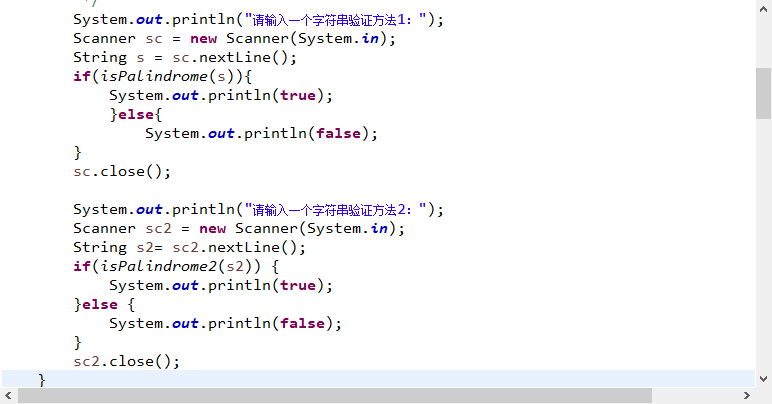 */
System.out.println("请输入一个字符串验证方法1：");
Scanner sc = new Scanner(System.in);
String s = sc.nextLine();
if(isPalindrome(s)){
System.out.println(true);
}else{
System.out.println(false);
}
sc.close();
System.out.println("请输入一个字符串验证方法2：");
Scanner sc2 = new Scanner(System.in);
String s2= sc2.nextLine();
if(isPalindrome2(s2)) {
System.out.println(true);
}else {
System.out.println(false);
}
sc2.close();
}